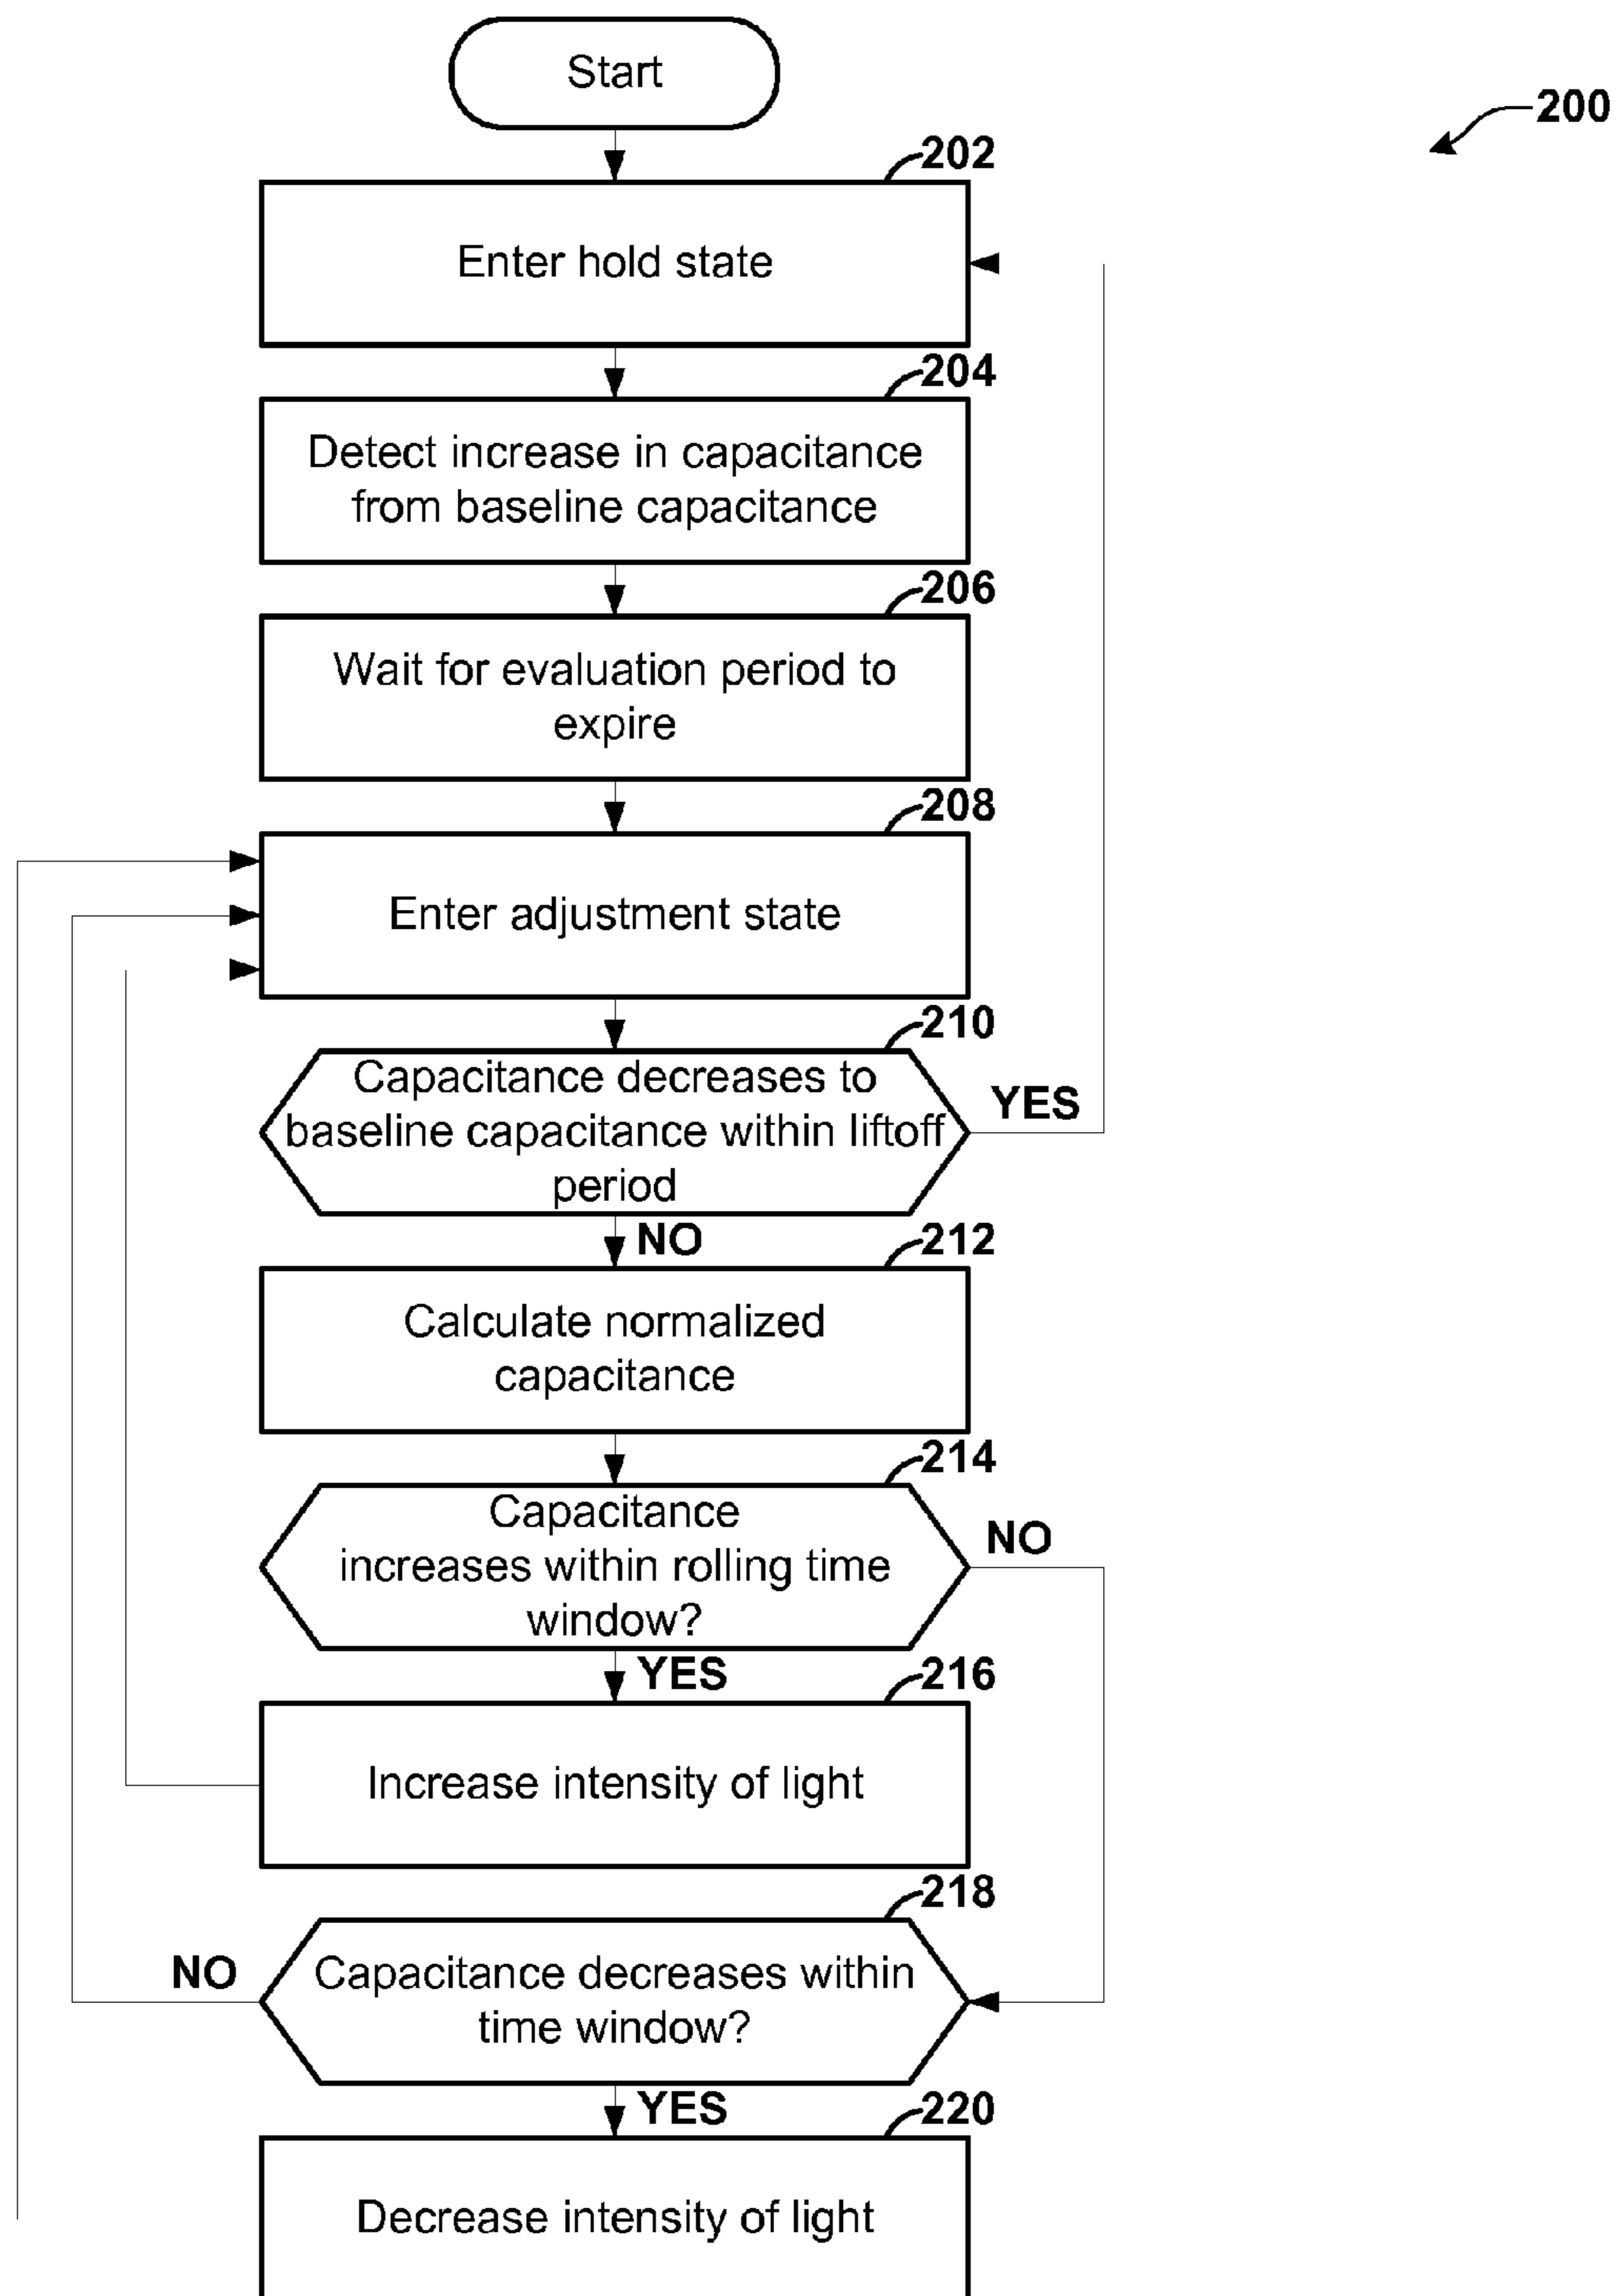 Start
200
202
Enter hold state
204
Detect increase in capacitance
from baseline capacitance
206
Wait for evaluation period to
expire
208
Enter adjustment state
210
Capacitance decreases to
baseline capacitance within liftoff
period
YES
NO
212
Calculate normalized
capacitance
214
Capacitance
increases within rolling time
window?
NO
YES
216
Increase intensity of light
218
NO
Capacitance decreases within
time window?
YES
220
Decrease intensity of light